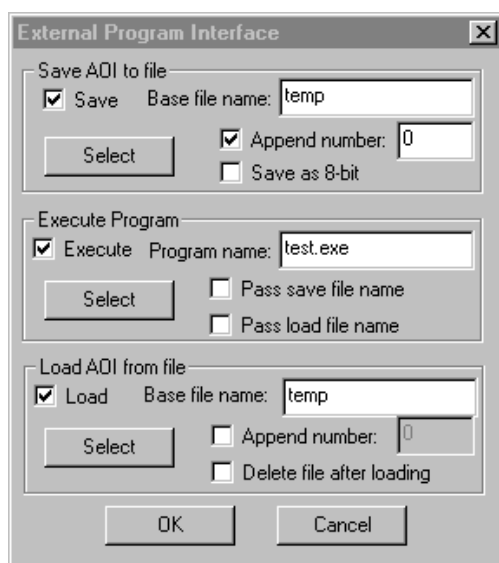 External Program Interface
Save AOI to file
Save Base file name: temp
Select
Append number: 0
Save as 8-bit
Execute Program
Execute Program name: test.exe
Select
Pass save file name
Pass load file name
Load AOI from file
Load Base file name: temp
Select
Append number: 0
Delete file after loading
OK Cancel